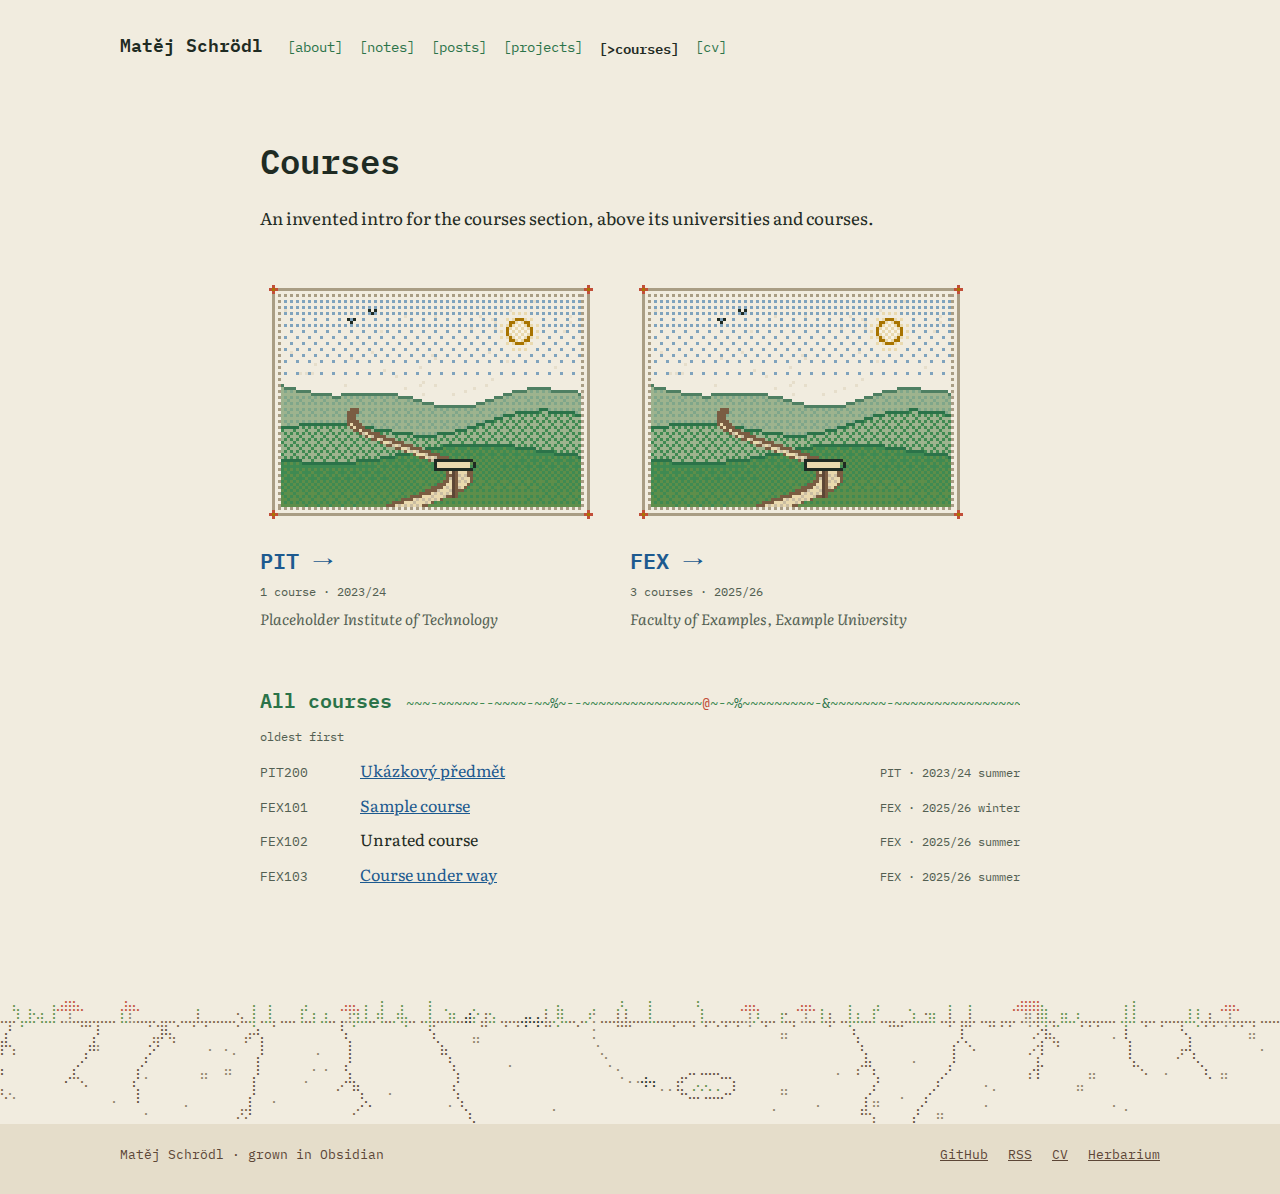 Matěj Schrödl [about] [notes] [posts] [projects] [>courses] [cv]
Courses
An invented intro for the courses section, above its universities and courses.
PIT →
1 course · 2023/24
Placeholder Institute of Technology
FEX →
3 courses · 2025/26
Faculty of Examples, Example University
All courses
oldest first
PIT200 Ukázkový předmět PIT · 2023/24 summer
FEX101 Sample course FEX · 2025/26 winter
FEX102 Unrated course FEX · 2025/26 summer
FEX103 Course under way FEX · 2025/26 summer
Matěj Schrödl · grown in Obsidian GitHub RSS CV Herbarium